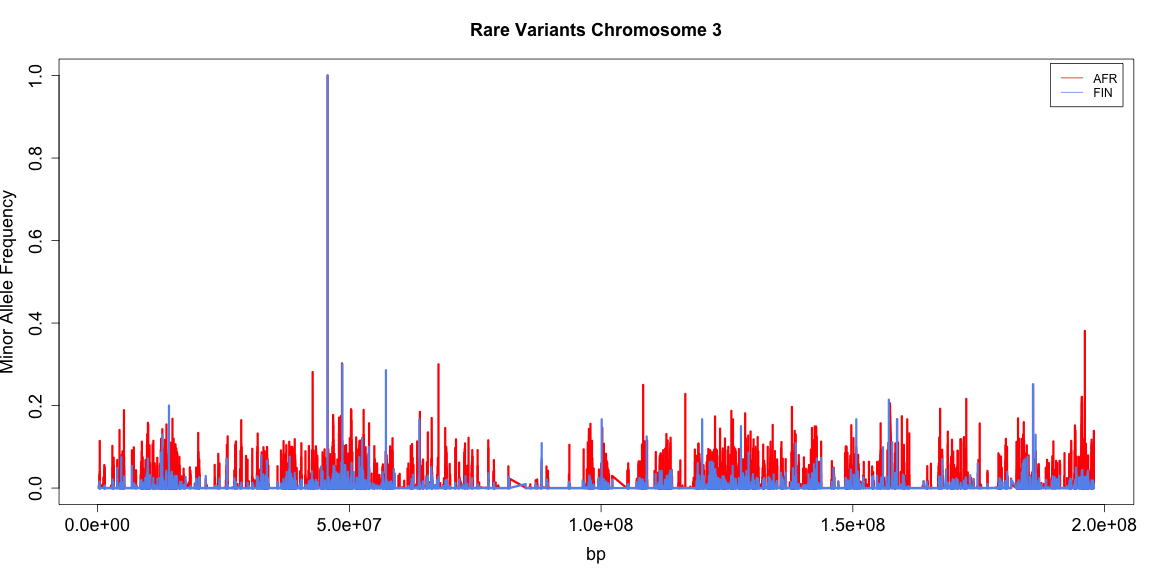 Rare Variants Chromosome 3
AFR
FIN
Minor Allele Frequency
1.0
0.8
0.6
0.4
0.2
0.0
0.0e+00 5.0e+07 1.0e+08 1.5e+08 2.0e+08
bp